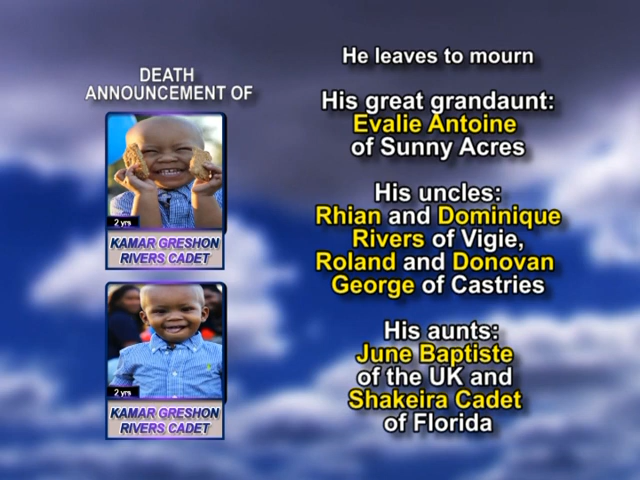 DEATH
ANNOUNCEMENT OF
2 yrs
KAMAR GRESHON
RIVERS CADET
2 yrs
KAMAR GRESHON
RIVERS CADET
He leaves to mourn
His great grandaunt:
Evalie Antoine
of Sunny Acres
His uncles:
Rhian and Dominique
Rivers of Vigie,
Roland and Donovan
George of Castries
His aunts:
June Baptiste
of the UK and
Shakeira Cadet
of Florida